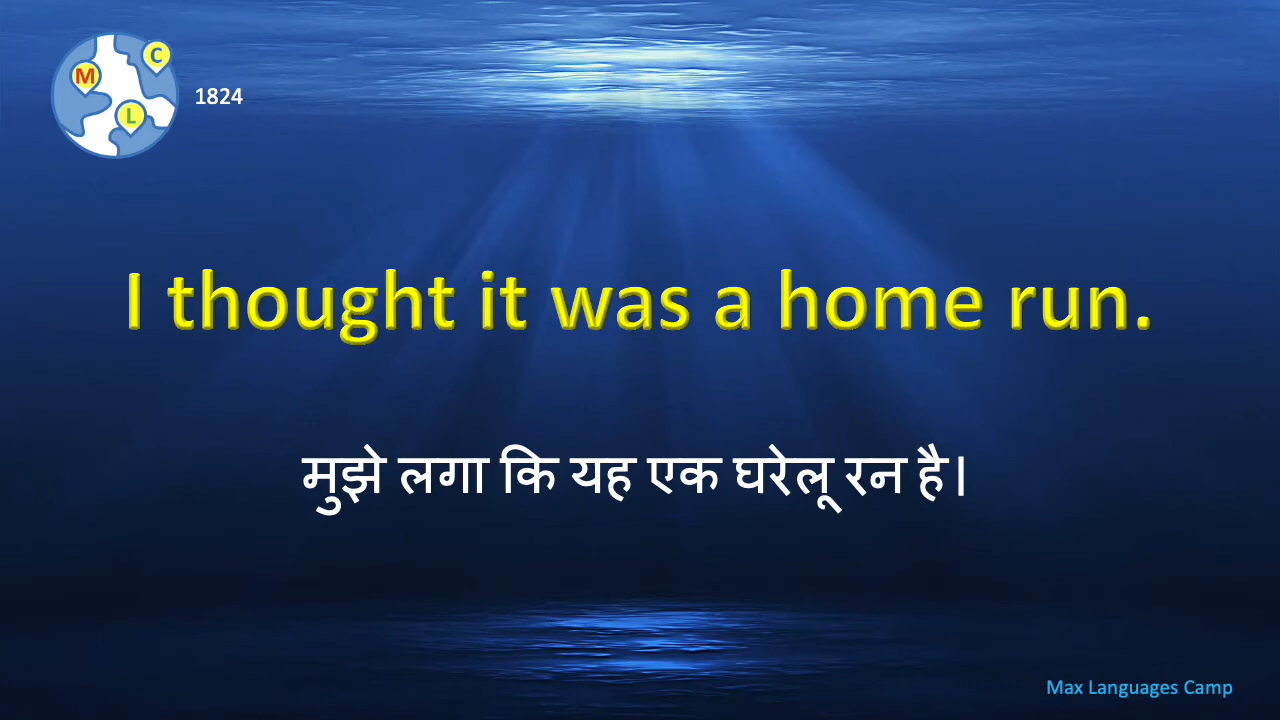 C
M
1824
L
I thought it was a home run.
मुझे लगा कि यह एक घरेलू रन है।
Max Languages Camp